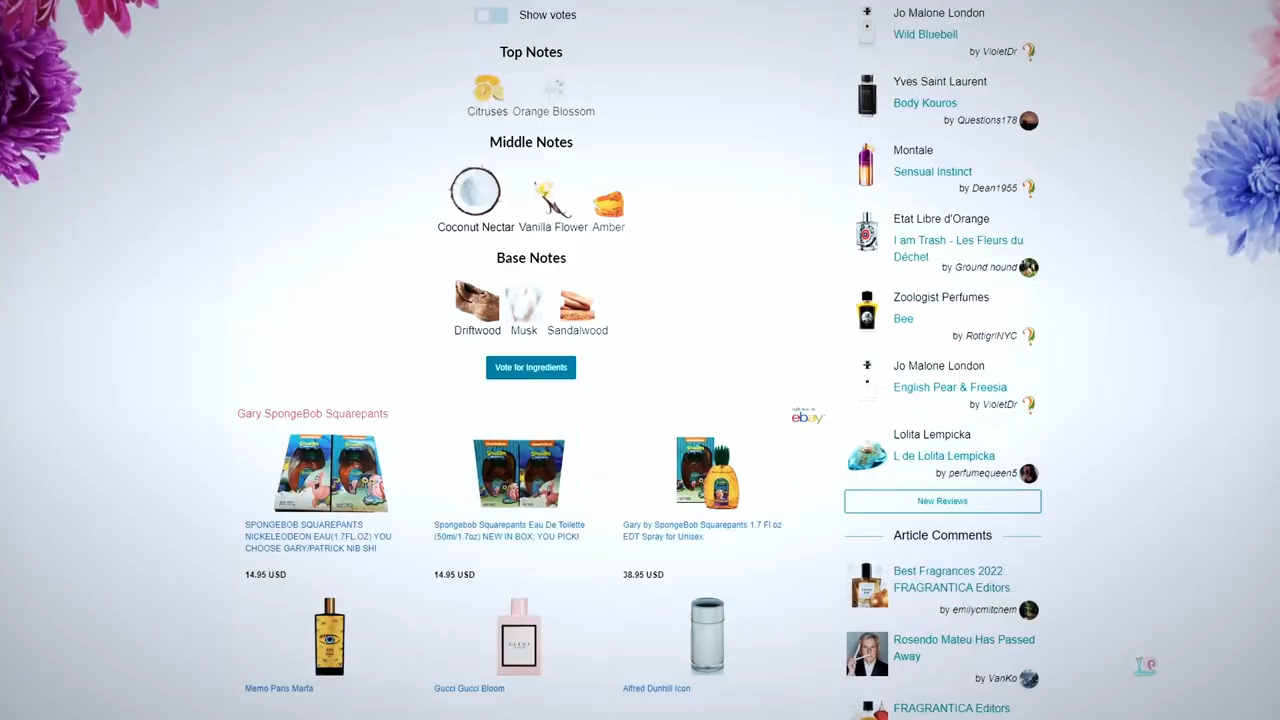 Show votes
Top Notes
Citruses Orange Blossom
Middle Notes
Coconut Nectar Vanilla Flower Amber
Base Notes
Driftwood Musk Sandalwood
Vote for Ingredients
Gary SpongeBob Squarepants
ebay
SPONGEBOB SQUAREPANTS
NICKELEODEON EAU(1.7FL.OZ) YOU
CHOOSE GARY/PATRICK NIB SHI
14.95 USD
Spongebob Squarepants Eau De Toilette
(50ml/1.7oz) NEW IN BOX; YOU PICK!
14.95 USD
Gary by SpongeBob Squarepants 1.7 Fl oz
EDT Spray for Unisex
38.95 USD
Memo Paris Marfa
GUCCI
Gucci Gucci Bloom
Alfred Dunhill Icon
Jo Malone London
Wild Bluebell
by VioletDr
Yves Saint Laurent
Body Kouros
by Questions178
Montale
Sensual Instinct
by Dean1955
Etat Libre d'Orange
I am Trash - Les Fleurs du
Déchet
by Ground hound
Zoologist Perfumes
Bee
by RottigriNYC
Jo Malone London
English Pear & Freesia
by VioletDr
Lolita Lempicka
L de Lolita Lempicka
by perfumequeen5
New Reviews
Article Comments
Best Fragrances 2022:
FRAGRANTICA Editors...
by emilycmitchem
Rosendo Mateu Has Passed
Away
by VanKo
FRAGRANTICA Editors